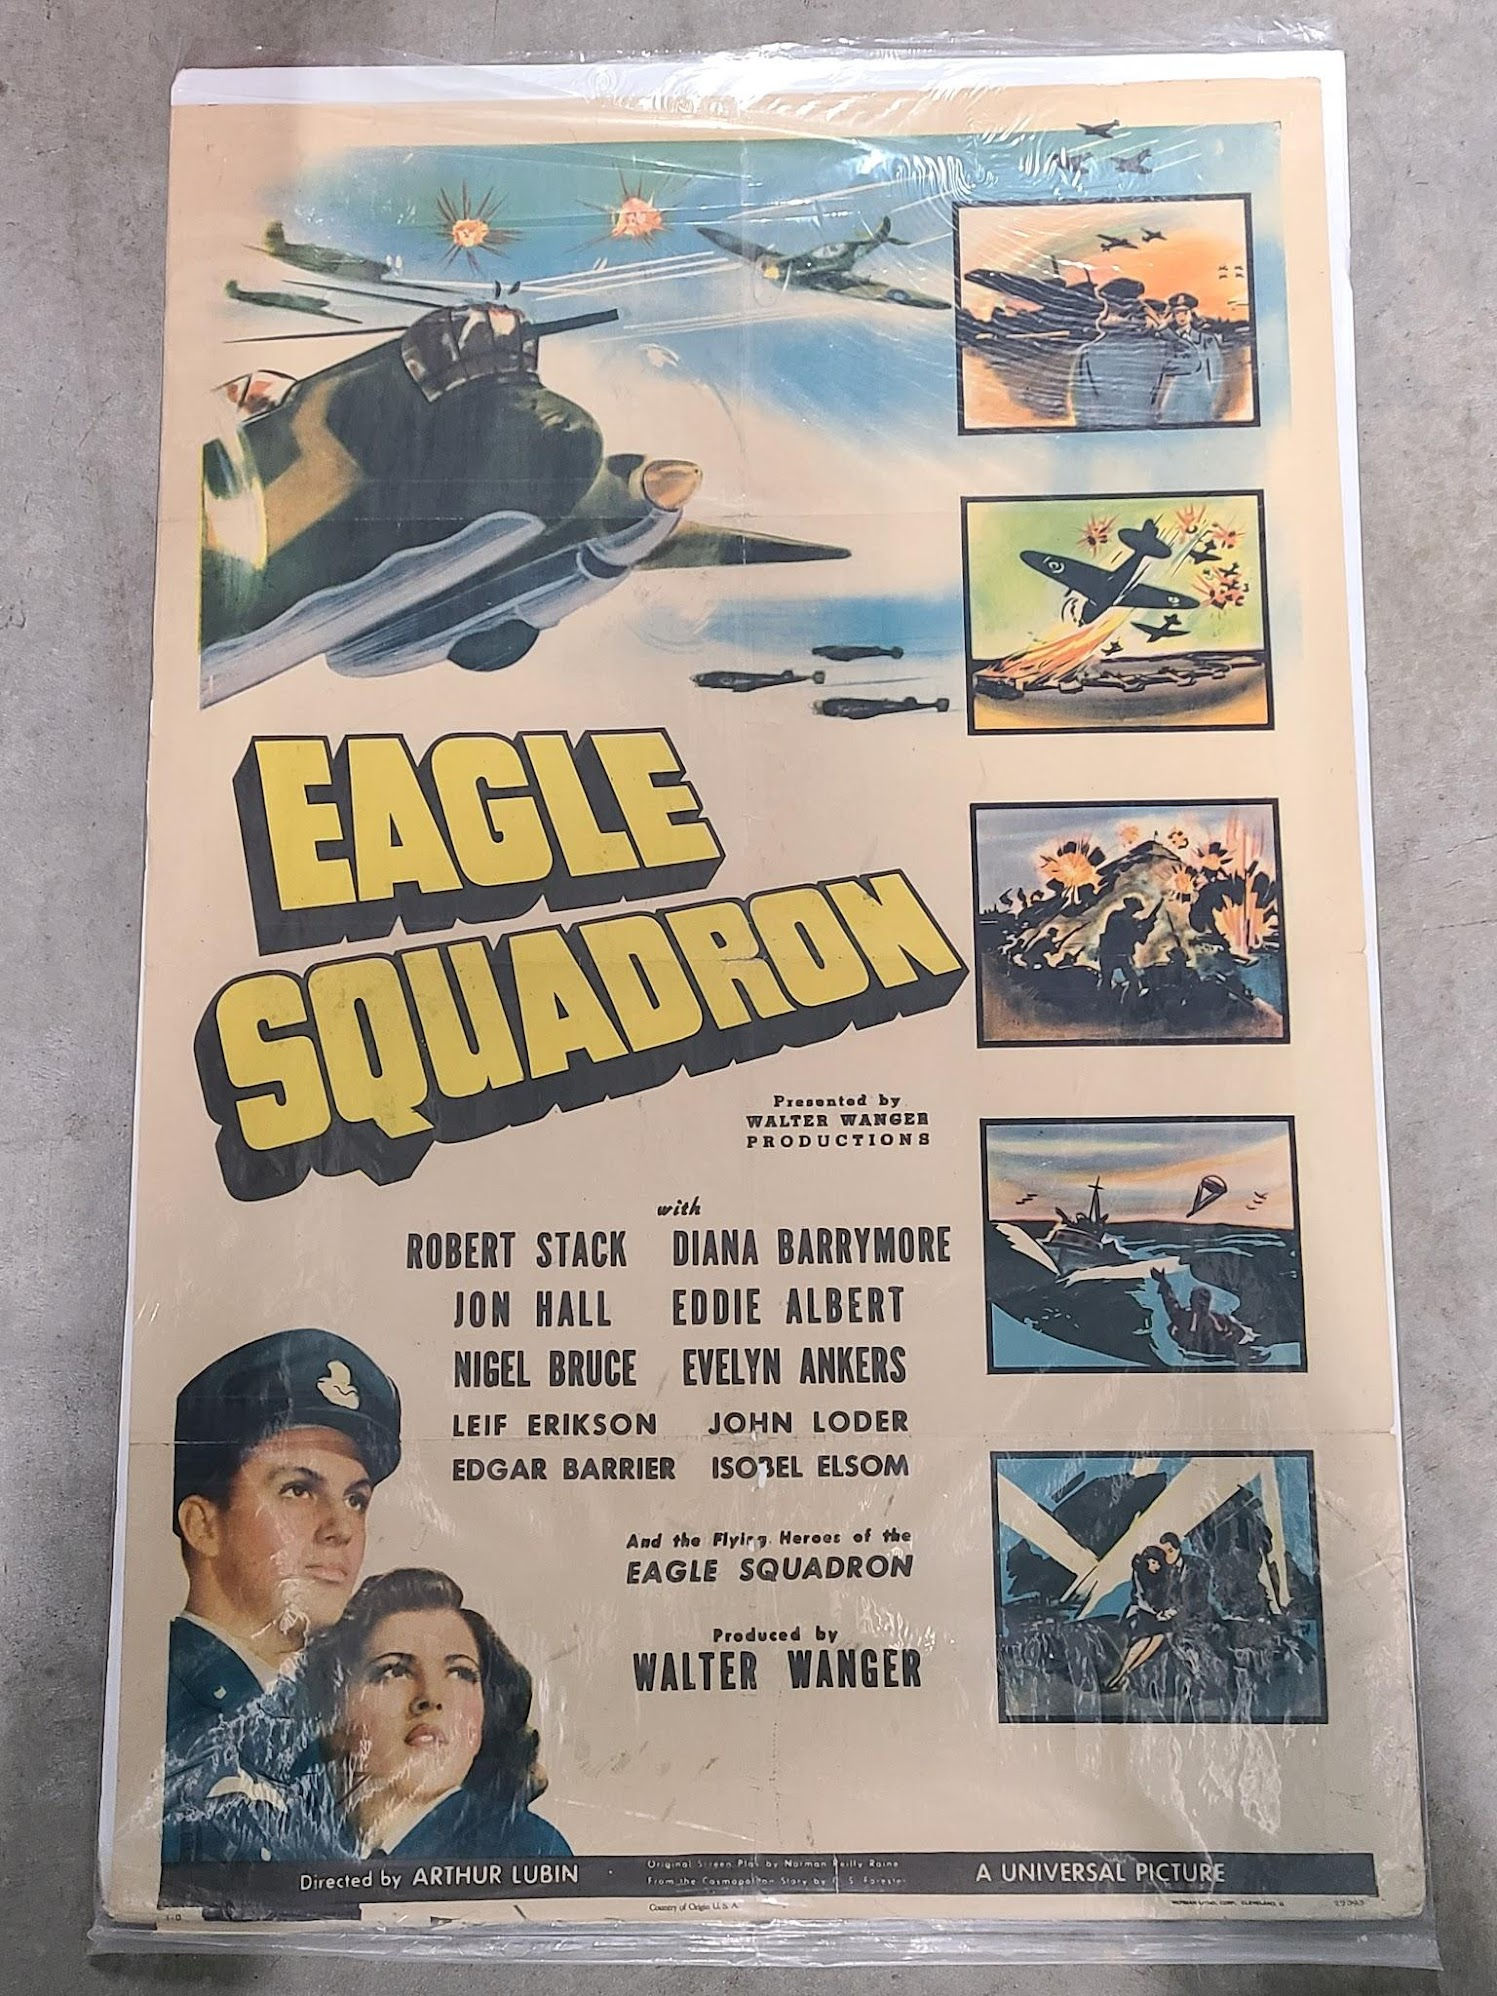 EAGLE
SQUADRON
Presented by
WALTER WANGER
PRODUCTIONS
with
ROBERT STACK DIANA BARRYMORE
JON HALL EDDIE ALBERT
NIGEL BRUCE EVELYN ANKERS
LEIF ERIKSON JOHN LODER
EDGAR BARRIER ISOBEL ELSOM
And the Flying Heroes of the
EAGLE SQUADRON
Produced by
WALTER WANGER
Directed by ARTHUR LUBIN
Original Screen Play by Norman Reilly Raine
From the Cosmopolitan Story by C. S. Forester
A UNIVERSAL PICTURE
Country of Origin U. S. A.
LITHO. CORP. CLEVELAND, O.